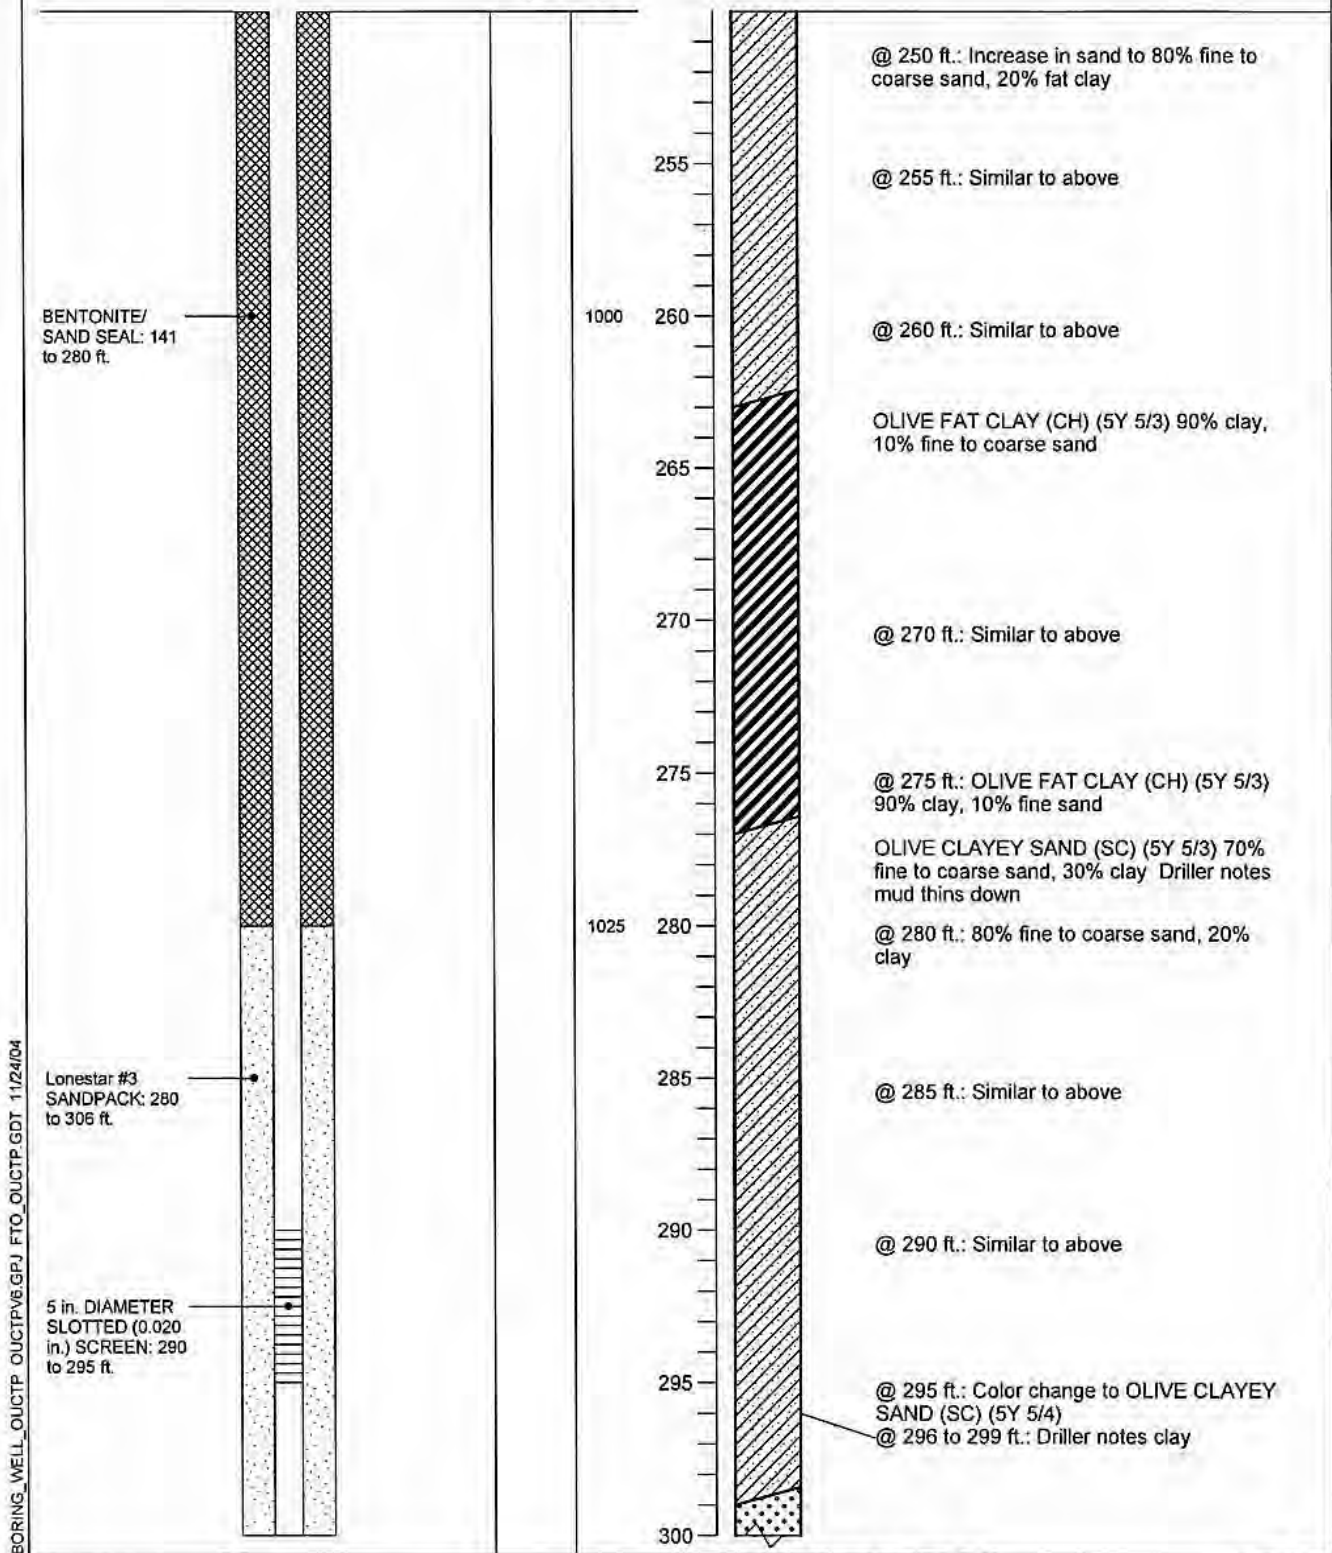 @ 250 ft.: Increase in sand to 80% fine to
coarse sand, 20% fat clay
255
@ 255 ft.: Similar to above
BENTONITE/
SAND SEAL: 141
to 280 ft.
1000
260
@ 260 ft.: Similar to above
OLIVE FAT CLAY (CH) (5Y 5/3) 90% clay,
10% fine to coarse sand
265
270
@ 270 ft.: Similar to above
275
@ 275 ft.: OLIVE FAT CLAY (CH) (5Y 5/3)
90% clay, 10% fine sand
OLIVE CLAYEY SAND (SC) (5Y 5/3) 70%
fine to coarse sand, 30% clay Driller notes
mud thins down
1025
280
@ 280 ft.: 80% fine to coarse sand, 20%
clay
Lonestar #3
SANDPACK: 280
to 306 ft.
285
@ 285 ft.: Similar to above
290
@ 290 ft.: Similar to above
5 in. DIAMETER
SLOTTED (0.020
in.) SCREEN: 290
to 295 ft.
295
@ 295 ft.: Color change to OLIVE CLAYEY
SAND (SC) (5Y 5/4)
@ 296 to 299 ft.: Driller notes clay
300
BORING_WELL_OUCTP OUCTPV6.GPJ FTO_OUCTP.GDT 11/24/04